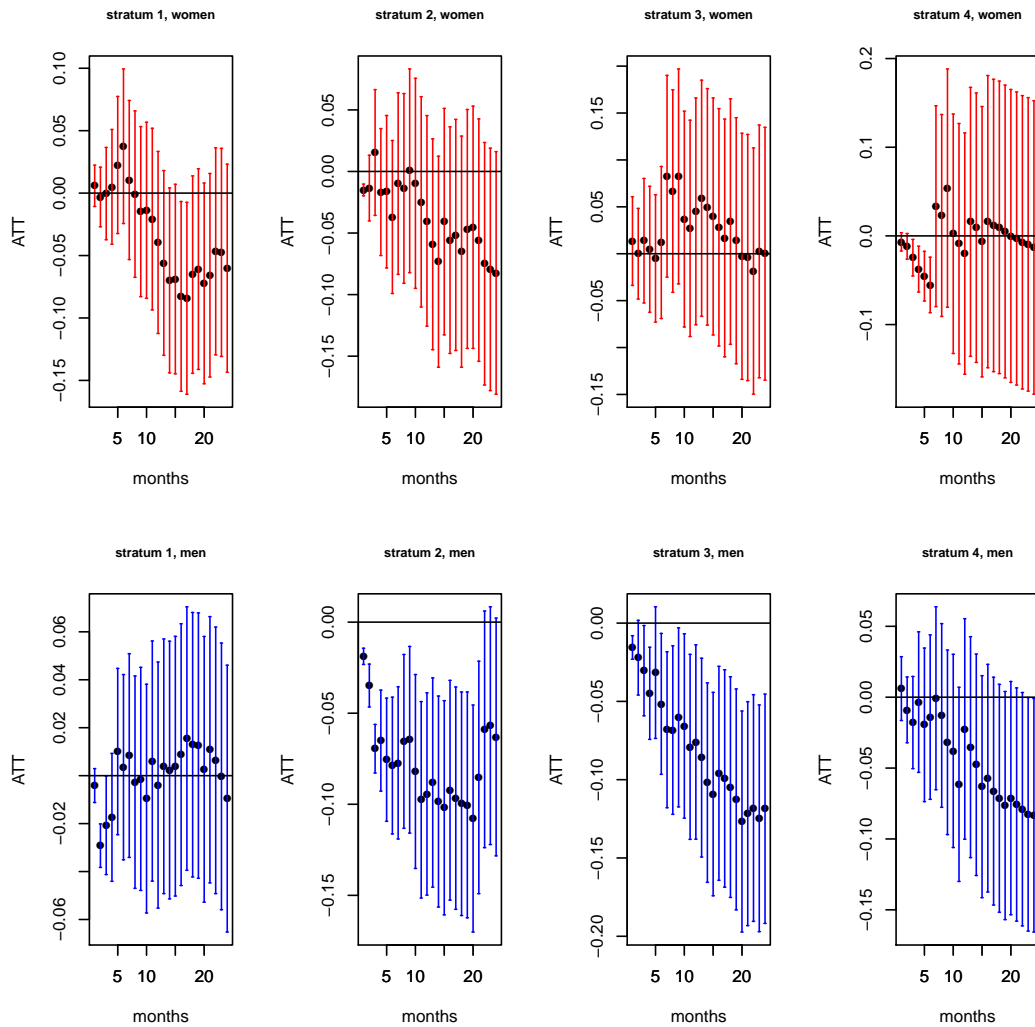 stratum 1, women
ATT
0.10
0.05
0.00
−0.05
−0.10
−0.15
5 10 20
months
stratum 2, women
ATT
0.05
0.00
−0.05
−0.10
−0.15
5 10 20
months
stratum 3, women
ATT
0.15
0.05
−0.05
−0.15
5 10 20
months
stratum 4, women
ATT
0.2
0.1
0.0
−0.1
5 10 20
months
stratum 1, men
ATT
0.06
0.02
−0.02
−0.06
5 10 20
months
stratum 2, men
ATT
0.00
−0.05
−0.10
−0.15
5 10 20
months
stratum 3, men
ATT
0.00
−0.05
−0.10
−0.15
−0.20
5 10 20
months
stratum 4, men
ATT
0.05
0.00
−0.05
−0.10
−0.15
5 10 20
months